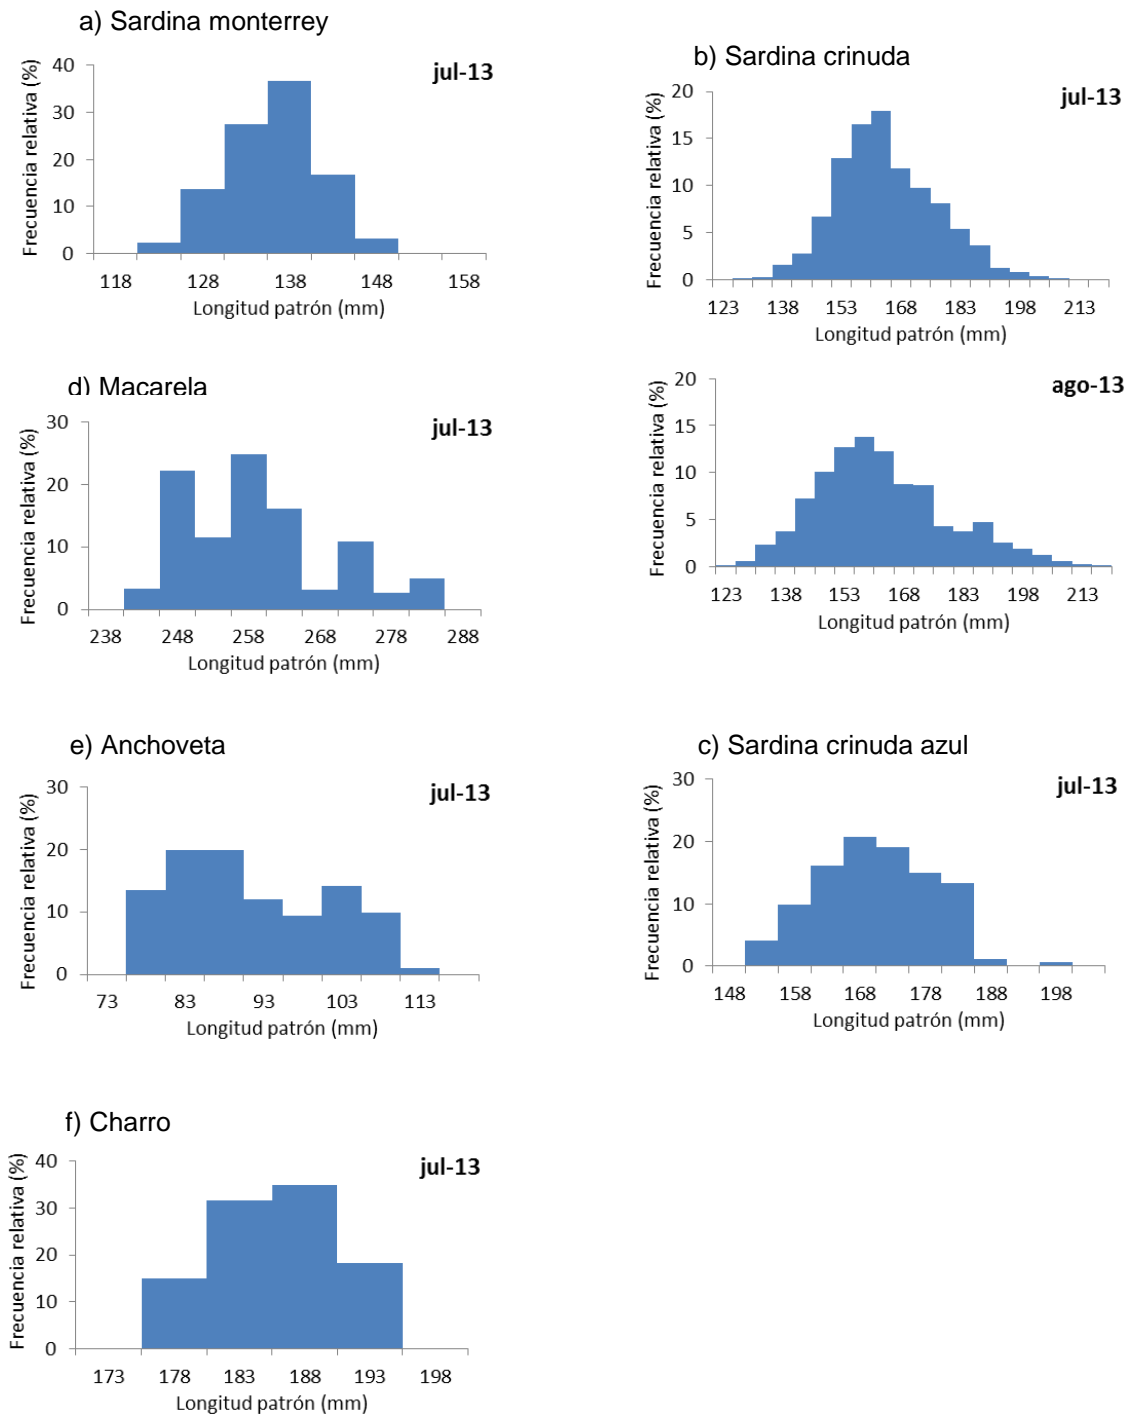 a) Sardina monterrey
jul-13
Frecuencia relativa (%)
40
30
20
10
0
118 128 138 148 158
Longitud patrón (mm)
b) Sardina crinuda
jul-13
Frecuencia relativa (%)
20
15
10
5
0
123 138 153 168 183 198 213
Longitud patrón (mm)
d) Macarela
jul-13
Frecuencia relativa (%)
30
20
10
0
238 248 258 268 278 288
Longitud patrón (mm)
ago-13
Frecuencia relativa (%)
20
15
10
5
0
123 138 153 168 183 198 213
Longitud patrón (mm)
e) Anchoveta
jul-13
Frecuencia relativa (%)
30
20
10
0
73 83 93 103 113
Longitud patrón (mm)
c) Sardina crinuda azul
jul-13
Frecuencia relativa (%)
30
20
10
0
148 158 168 178 188 198
Longitud patrón (mm)
f) Charro
jul-13
Frecuencia relativa (%)
40
30
20
10
0
173 178 183 188 193 198
Longitud patrón (mm)